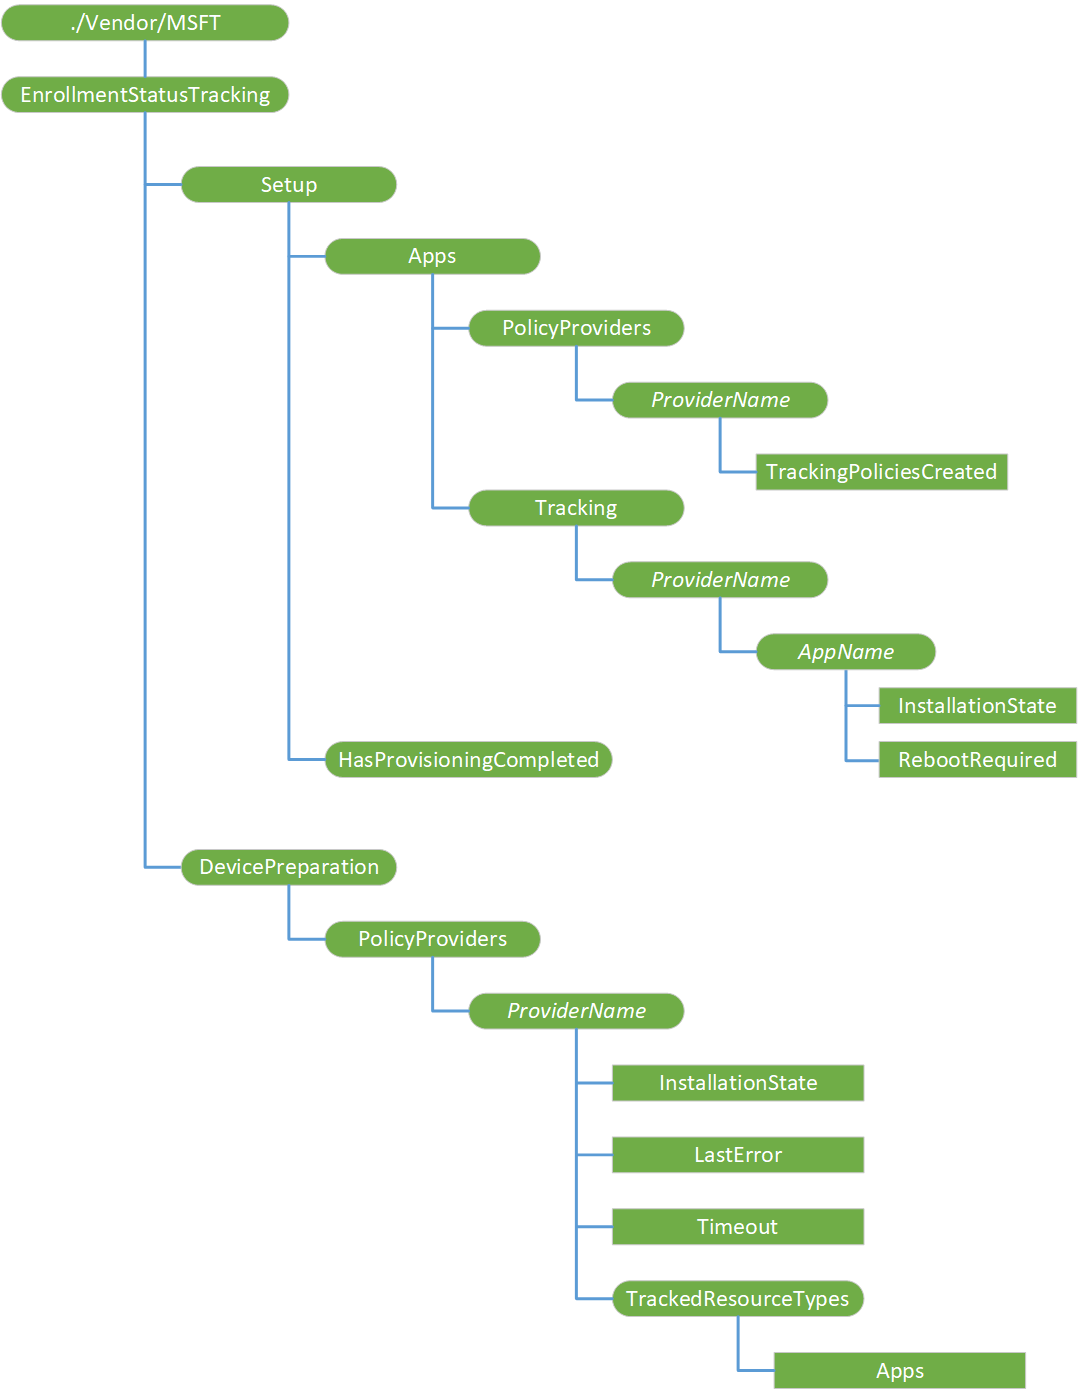 ./Vendor/MSFT
EnrollmentStatusTracking
Setup
Apps
PolicyProviders
ProviderName
TrackingPoliciesCreated
Tracking
ProviderName
AppName
InstallationState
RebootRequired
HasProvisioningCompleted
DevicePreparation
PolicyProviders
ProviderName
InstallationState
LastError
Timeout
TrackedResourceTypes
Apps